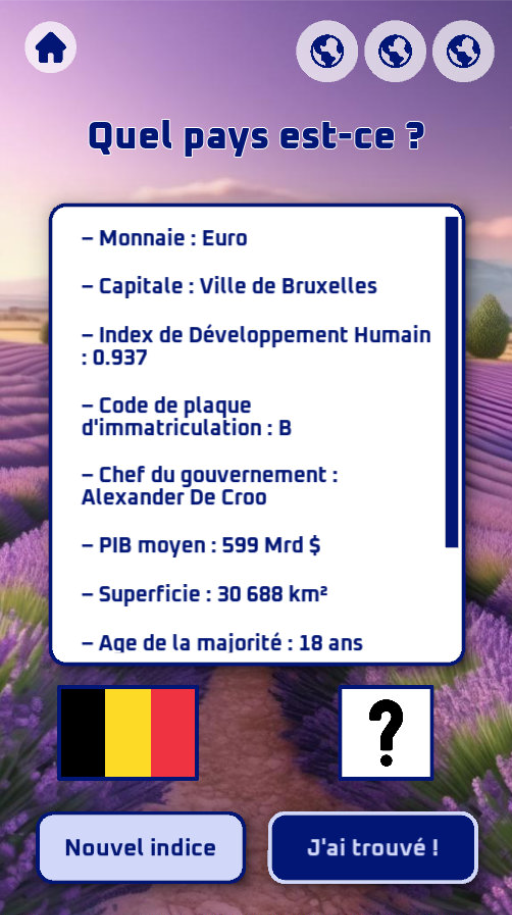 Quel pays est-ce ?
– Monnaie : Euro
– Capitale : Ville de Bruxelles
– Index de Développement Humain
: 0.937
– Code de plaque
d'immatriculation : B
– Chef du gouvernement :
Alexander De Croo
– PIB moyen : 599 Mrd $
– Superficie : 30 688 km²
– Age de la majorité : 18 ans
?
Nouvel indice
J'ai trouvé !